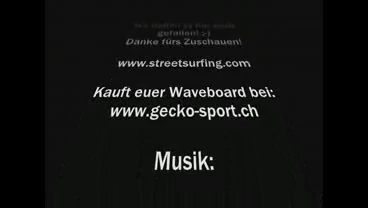 gefallen! :-)
Danke fürs Zuschauen!
www.streetsurfing.com
Kauft euer Waveboard bei:
www.gecko-sport.ch
Musik: